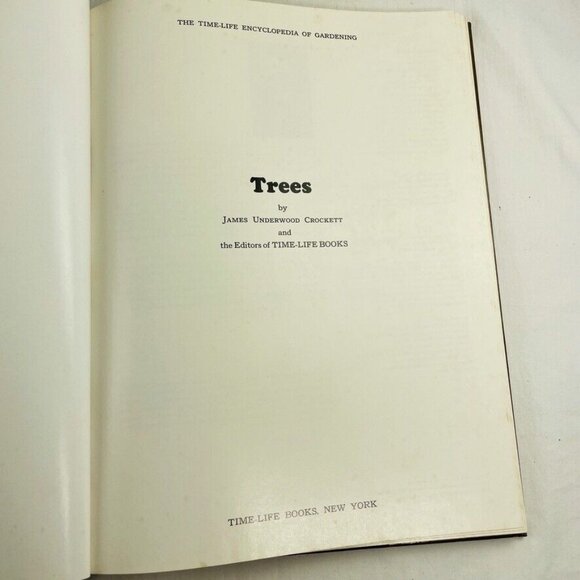 THE TIME-LIFE ENCYCLOPEDIA OF GARDENING
Trees
by
JAMES UNDERWOOD CROCKETT
and
the Editors of TIME-LIFE BOOKS
TIME-LIFE BOOKS, NEW YORK